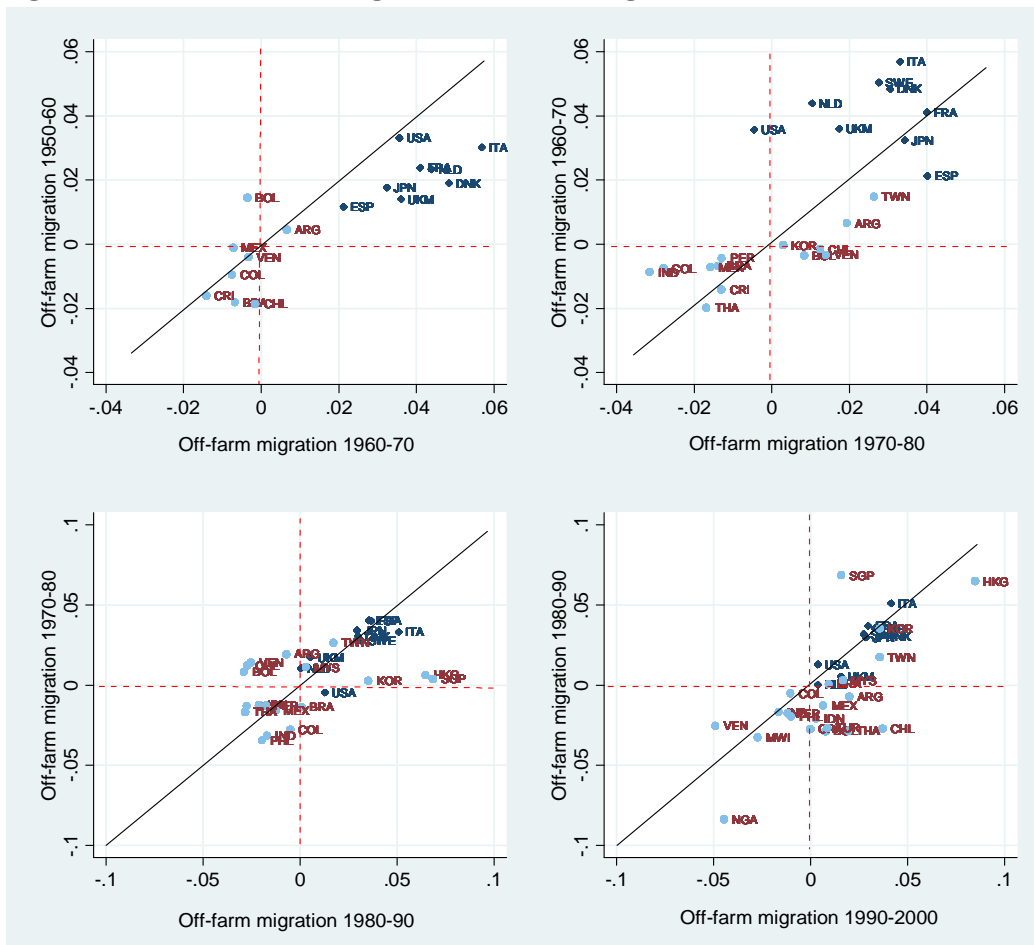 Off-farm migration 1950-60
.06
.04
.02
0
-.02
-.04
USA
ITA
NLD
DNK
JPN
UKM
ESP
BOL
ARG
MEX
VEN
COL
CRI
CHL
-.04 -.02 0 .02 .04 .06
Off-farm migration 1960-70
Off-farm migration 1960-70
.06
.04
.02
0
-.02
-.04
ITA
SWE
DNK
NLD
FRA
USA
UKM
JPN
ESP
TWN
ARG
KOR
CHL
VEN
PER
IND
COL
CRI
THA
-.04 -.02 0 .02 .04 .06
Off-farm migration 1970-80
Off-farm migration 1970-80
.1
.05
0
-.05
-.1
ITA
TWN
ARG
UKM
VEN
BOL
KOR
HKG
SGP
USA
BRA
MEX
COL
IND
PHL
-.1 -.05 0 .05 .1
Off-farm migration 1980-90
Off-farm migration 1980-90
.1
.05
0
-.05
-.1
SGP
HKG
ITA
TWN
USA
UKM
COL
ARG
MEX
IDN
VEN
CHL
THA
MWI
NGA
-.1 -.05 0 .05 .1
Off-farm migration 1990-2000